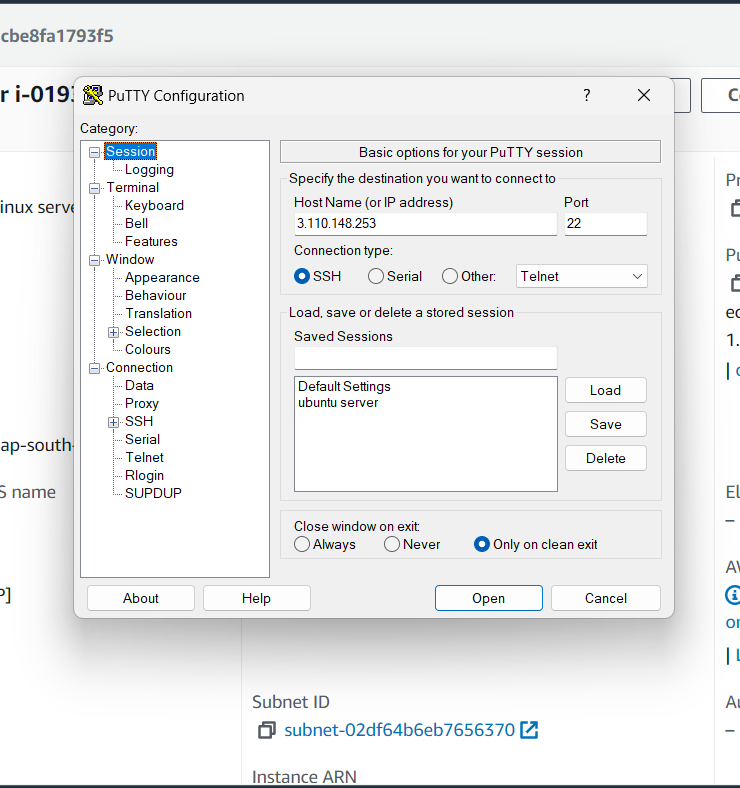 cbe8fa1793f5
r i-0193
PuTTY Configuration
?
Category:
Session
Logging
Terminal
Keyboard
Bell
Features
Window
Appearance
Behaviour
Translation
Selection
Colours
Connection
Data
Proxy
SSH
Serial
Telnet
Rlogin
SUPDUP
Basic options for your PuTTY session
Specify the destination you want to connect to
Host Name (or IP address) Port
3.110.148.253 22
Connection type:
SSH Serial Other: Telnet
Load, save or delete a stored session
Saved Sessions
Default Settings
ubuntu server
Load
Save
Delete
Close window on exit:
Always Never Only on clean exit
About Help Open Cancel
inux serve
ap-south-
S name
P]
Subnet ID
subnet-02df64b6eb7656370
Instance ARN
C
Pr
Pu
ec
1.
| o
El
–
AW
or
| L
Au
–